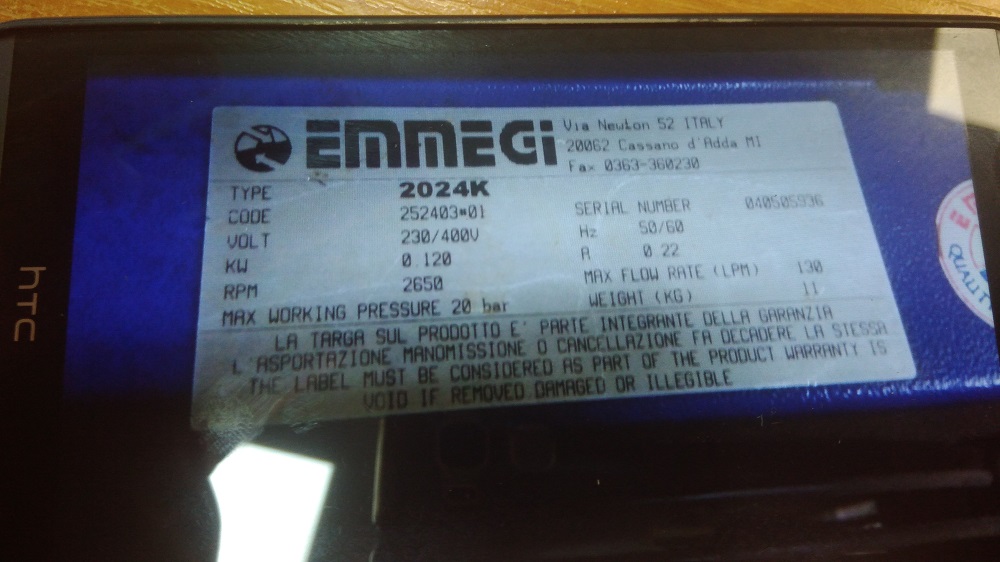 EMMEGI
Via Newton 52 ITALY
20062 Cassano d'Adda MI
Fax 0363-360230
TYPE 2024K
CODE 252403*01 SERIAL NUMBER 040505936
VOLT 230/400V Hz 50/60
KW 0.120 A 0.22
RPM 2650 MAX FLOW RATE (LPM) 130
MAX WORKING PRESSURE 20 bar WEIGHT (KG) 11
LA TARGA SUL PRODOTTO E' PARTE INTEGRANTE DELLA GARANZIA
L'ASPORTAZIONE MANOMISSIONE O CANCELLAZIONE FA DECADERE LA STESSA
THE LABEL MUST BE CONSIDERED AS PART OF THE PRODUCT WARRANTY IS
VOID IF REMOVED DAMAGED OR ILLEGIBLE
htc